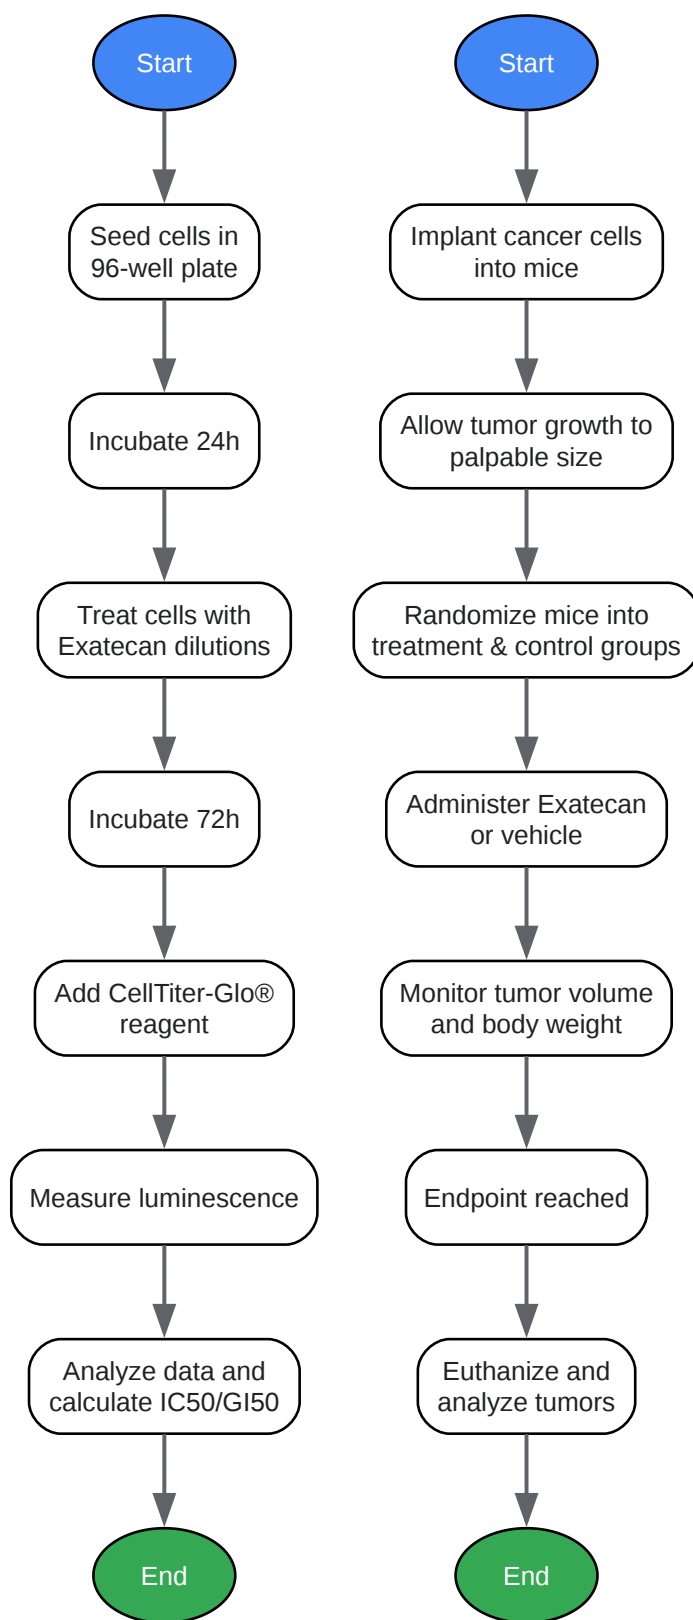 Start
Seed cells in
96-well plate
Incubate 24h
Treat cells with
Exatecan dilutions
Incubate 72h
Add CellTiter-Glo®
reagent
Measure luminescence
Analyze data and
calculate IC50/GI50
End
Start
Implant cancer cells
into mice
Allow tumor growth to
palpable size
Randomize mice into
treatment & control groups
Administer Exatecan
or vehicle
Monitor tumor volume
and body weight
Endpoint reached
Euthanize and
analyze tumors
End